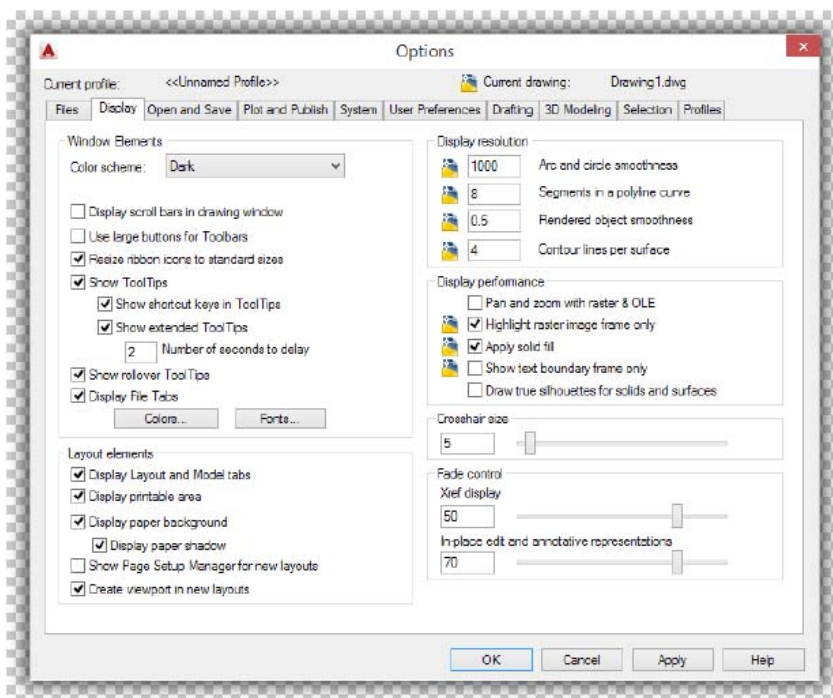 Options
Current profile: <<Unnamed Profile>> Current drawing: Drawing1.dwg
Files Display Open and Save Plot and Publish System User Preferences Drafting 3D Modeling Selection Profiles
Window Elements
Color scheme: Dark
Display scroll bars in drawing window
Use large buttons for Toolbars
Resize ribbon icons to standard sizes
Show ToolTips
Show shortcut keys in ToolTips
Show extended ToolTips
2 Number of seconds to delay
Show rollover ToolTips
Display File Tabs
Colors... Fonts...
Layout elements
Display Layout and Model tabs
Display printable area
Display paper background
Display paper shadow
Show Page Setup Manager for new layouts
Create viewport in new layouts
Display resolution
1000 Arc and circle smoothness
8 Segments in a polyline curve
0.5 Rendered object smoothness
4 Contour lines per surface
Display performance
Pan and zoom with raster & OLE
Highlight raster image frame only
Apply solid fill
Show text boundary frame only
Draw true silhouettes for solids and surfaces
Crosshair size
5
Fade control
Xref display
50
In-place edit and annotative representations
70
OK Cancel Apply Help